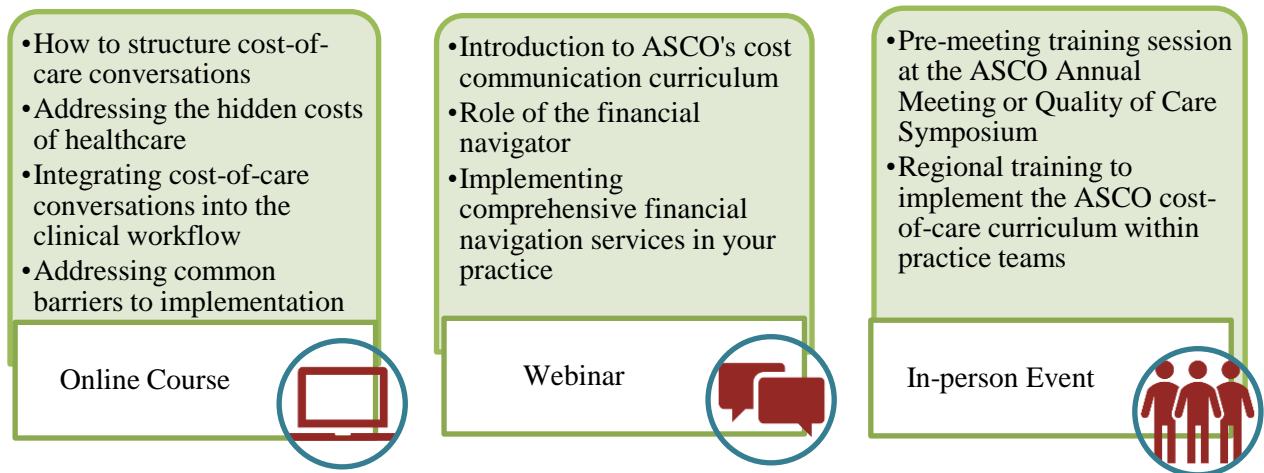 •How to structure cost-of-
care conversations
•Addressing the hidden costs
of healthcare
•Integrating cost-of-care
conversations into the
clinical workflow
•Addressing common
barriers to implementation
Online Course
•Introduction to ASCO's cost
communication curriculum
•Role of the financial
navigator
•Implementing
comprehensive financial
navigation services in your
practice
Webinar
•Pre-meeting training session
at the ASCO Annual
Meeting or Quality of Care
Symposium
•Regional training to
implement the ASCO cost-
of-care curriculum within
practice teams
In-person Event